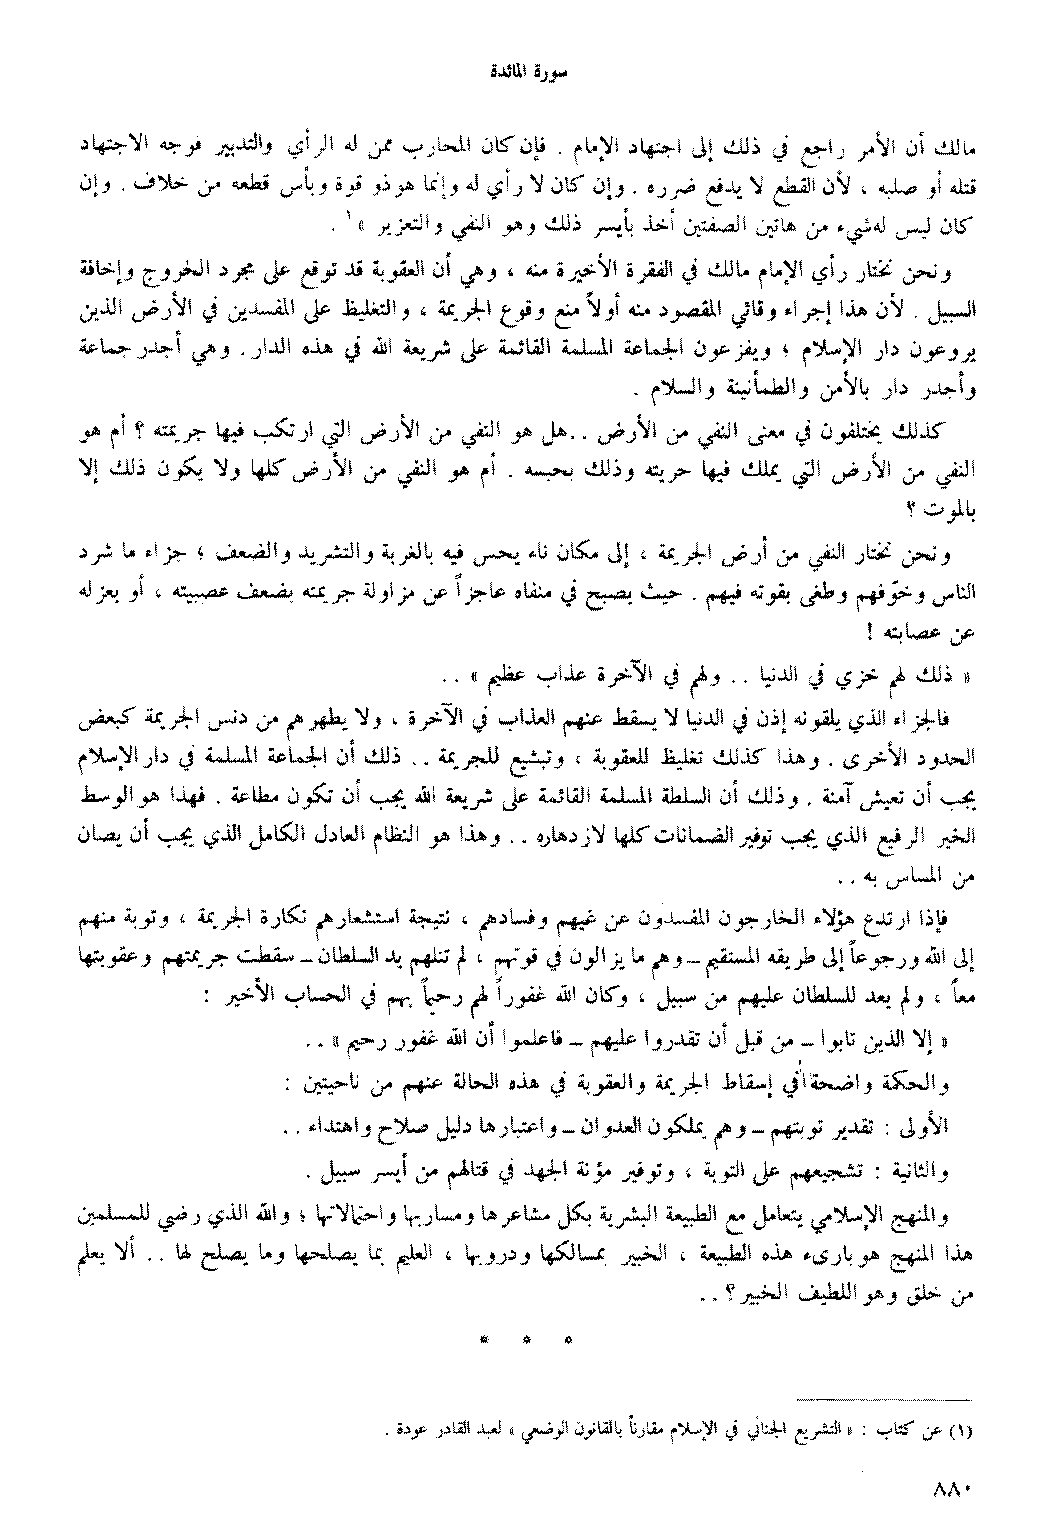 سورة المائدة
مالك أن الأمر راجع في ذلك إلى اجتهاد الإمام . فإن كان المحارب ممن له الرأي والتدبير فوجه الاجتهاد
قتله أو صلبه ، لأن القطع لا يدفع ضرره . وإن كان لا رأي له وإنما هو ذو قوة وبأس قطعه من خلاف . وإن
كان ليس له شيء من هاتين الصفتين أخذ بأيسر ذلك وهو النفي والتعزير » ١ .
ونحن نختار رأي الإمام مالك في الفقرة الأخيرة منه ، وهي أن العقوبة قد توقع على مجرد الخروج وإخافة
السبيل . لأن هذا إجراء وقائي المقصود منه أولاً منع وقوع الجريمة ، والتغليظ على المفسدين في الأرض الذين
يروعون دار الإسلام ؛ ويفزعون الجماعة المسلمة القائمة على شريعة الله في هذه الدار . وهي أجدر جماعة
وأجدر دار بالأمن والطمأنينة والسلام .
كذلك يختلفون في معنى النفي من الأرض .. هل هو النفي من الأرض التي ارتكب فيها جريمته ؟ أم هو
النفي من الأرض التي يملك فيها حريته وذلك بحبسه . أم هو النفي من الأرض كلها ولا يكون ذلك إلا
بالموت ؟
ونحن نختار النفي من أرض الجريمة ، إلى مكان ناء يحس فيه بالغربة والتشريد والضعف ؛ جزاء ما شرد
الناس وخوّفهم وطغى بقوته فيهم . حيث يصبح في منفاه عاجزاً عن مزاولة جريمته بضعف عصبيته ، أو بعزله
عن عصابته !
« ذلك لهم خزي في الدنيا .. ولهم في الآخرة عذاب عظيم » ..
فالجزاء الذي يلقونه إذن في الدنيا لا يسقط عنهم العذاب في الآخرة ، ولا يطهرهم من دنس الجريمة كبعض
الحدود الأخرى . وهذا كذلك تغليظ للعقوبة ، وتبشيع للجريمة .. ذلك أن الجماعة المسلمة في دار الإسلام
يجب أن تعيش آمنة . وذلك أن السلطة المسلمة القائمة على شريعة الله يجب أن تكون مطاعة . فهذا هو الوسط
الخير الرفيع الذي يجب توفير الضمانات كلها لازدهاره .. وهذا هو النظام العادل الكامل الذي يجب أن يصان
من المساس به ..
فإذا ارتدع هؤلاء الخارجون المفسدون عن غيهم وفسادهم ، نتيجة استشعارهم نكارة الجريمة ، وتوبة منهم
إلى الله ورجوعاً إلى طريقه المستقيم – وهم ما يزالون في قوتهم ، لم تنلهم يد السلطان – سقطت جريمتهم وعقوبتها
معاً ، ولم يعد للسلطان عليهم من سبيل ، وكان الله غفوراً لهم رحيماً بهم في الحساب الأخير :
« إلا الذين تابوا – من قبل أن تقدروا عليهم – فاعلموا أن الله غفور رحيم » ..
والحكمة واضحة في إسقاط الجريمة والعقوبة في هذه الحالة عنهم من ناحيتين :
الأولى : تقدير توبتهم – وهم يملكون العدوان – واعتبارها دليل صلاح واهتداء ..
والثانية : تشجيعهم على التوبة ، وتوفير مؤنة الجهد في قتالهم من أيسر سبيل .
والمنهج الإسلامي يتعامل مع الطبيعة البشرية بكل مشاعرها ومساربها واحتمالاتها ؛ والله الذي رضي للمسلمين
هذا المنهج هو بارىء هذه الطبيعة ، الخبير بمسالكها ودروبها ، العليم بما يصلحها وما يصلح لها .. ألا يعلم
من خلق وهو اللطيف الخبير ؟ ..
* * *
(١) عن كتاب : « التشريع الجنائي في الإسلام مقارناً بالقانون الوضعي » لعبد القادر عودة .
٨٨٠